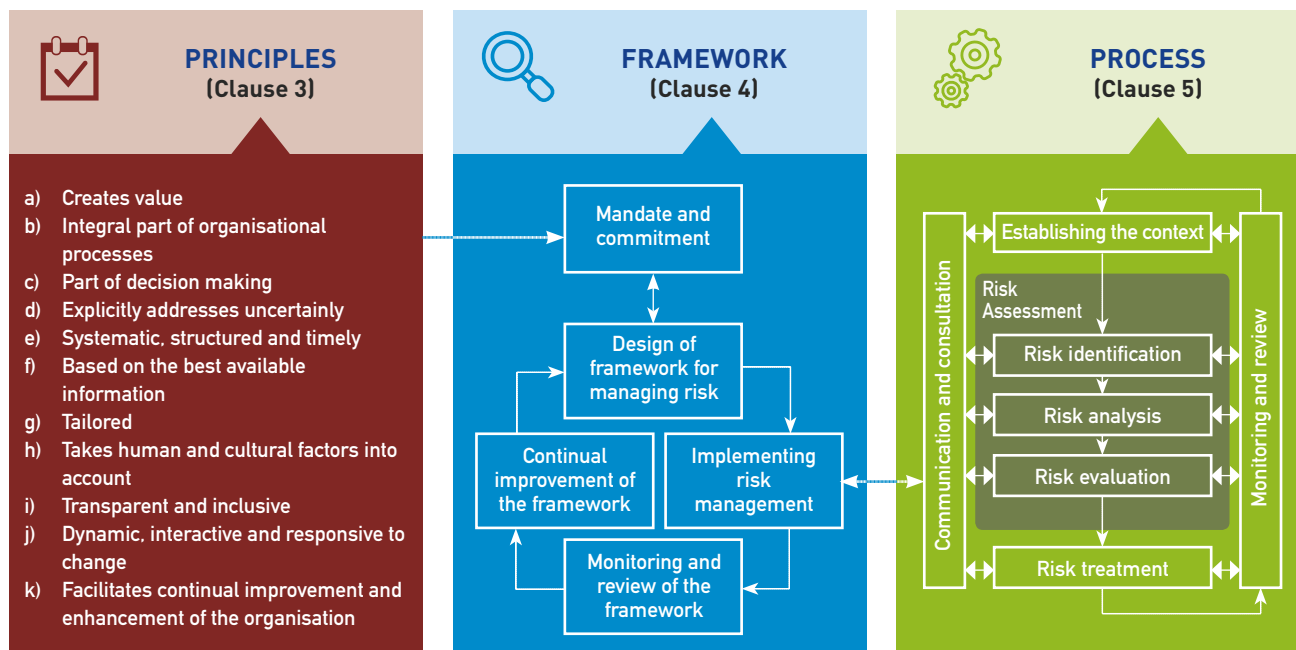 PRINCIPLES
(Clause 3)
a) Creates value
b) Integral part of organisational
processes
c) Part of decision making
d) Explicitly addresses uncertainly
e) Systematic, structured and timely
f) Based on the best available
information
g) Tailored
h) Takes human and cultural factors into
account
i) Transparent and inclusive
j) Dynamic, interactive and responsive to
change
k) Facilitates continual improvement and
enhancement of the organisation
FRAMEWORK
(Clause 4)
Mandate and
commitment
Design of
framework for
managing risk
Continual
improvement of
the framework
Implementing
risk
management
Monitoring and
review of the
framework
PROCESS
(Clause 5)
Communication and consultation
Establishing the context
Risk
Assessment
Risk identification
Risk analysis
Risk evaluation
Risk treatment
Monitoring and review